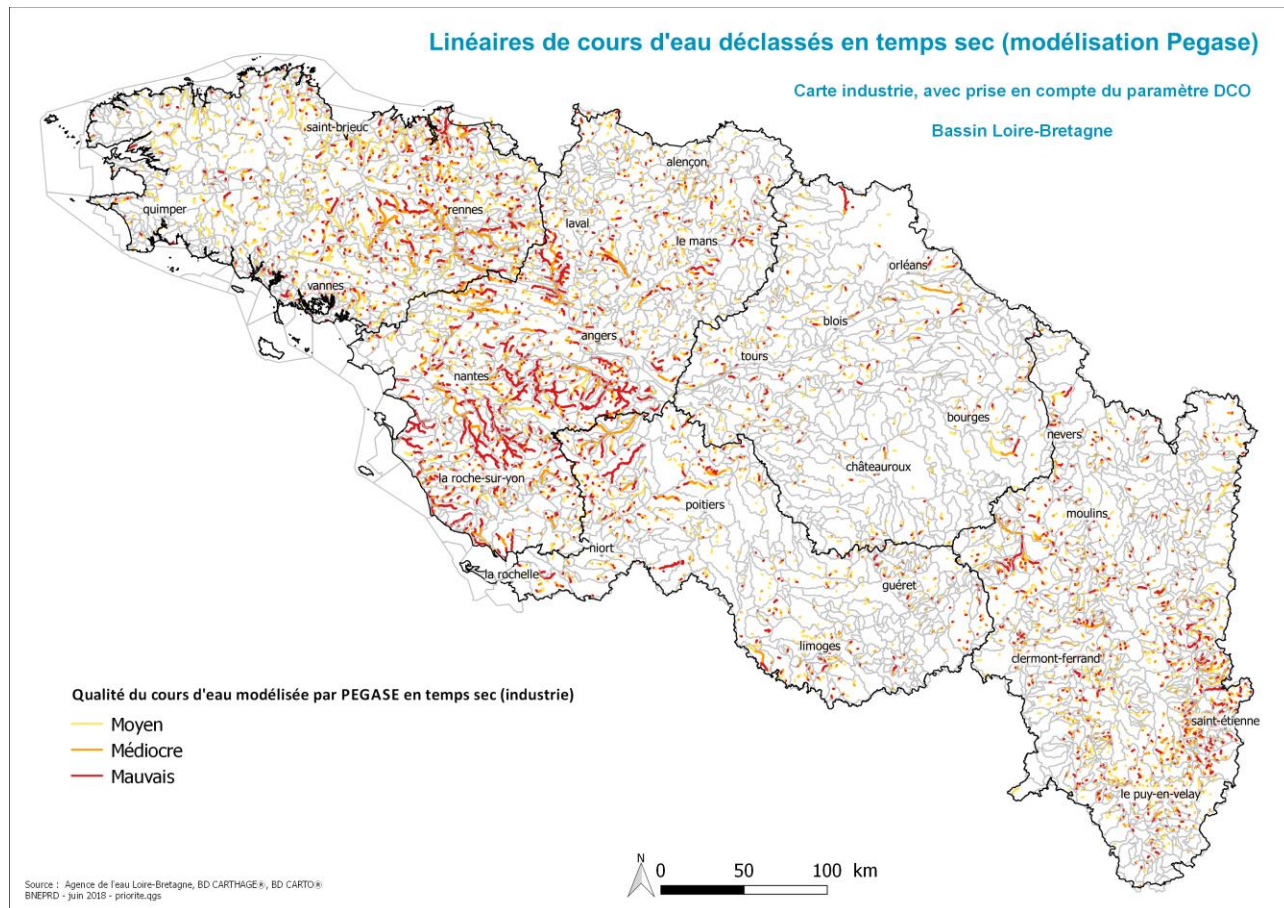 Linéaires de cours d'eau déclassés en temps sec (modélisation Pegase)
Carte industrie, avec prise en compte du paramètre DCO
Bassin Loire-Bretagne
saint-brieuc
alençon
quimper
rennes
laval
le mans
vannes
orléans
blois
angers
tours
nantes
bourges
nevers
châteauroux
la roche-sur-yon
poitiers
moulins
niort
la rochelle
guéret
limoges
clermont-ferrand
saint-étienne
le puy-en-velay
Qualité du cours d'eau modélisée par PEGASE en temps sec (industrie)
Moyen
Médiocre
Mauvais
N
0 50 100 km
Source : Agence de l'eau Loire-Bretagne, BD CARTHAGE®, BD CARTO®
BNEPRD - juin 2018 - priorite.qgs